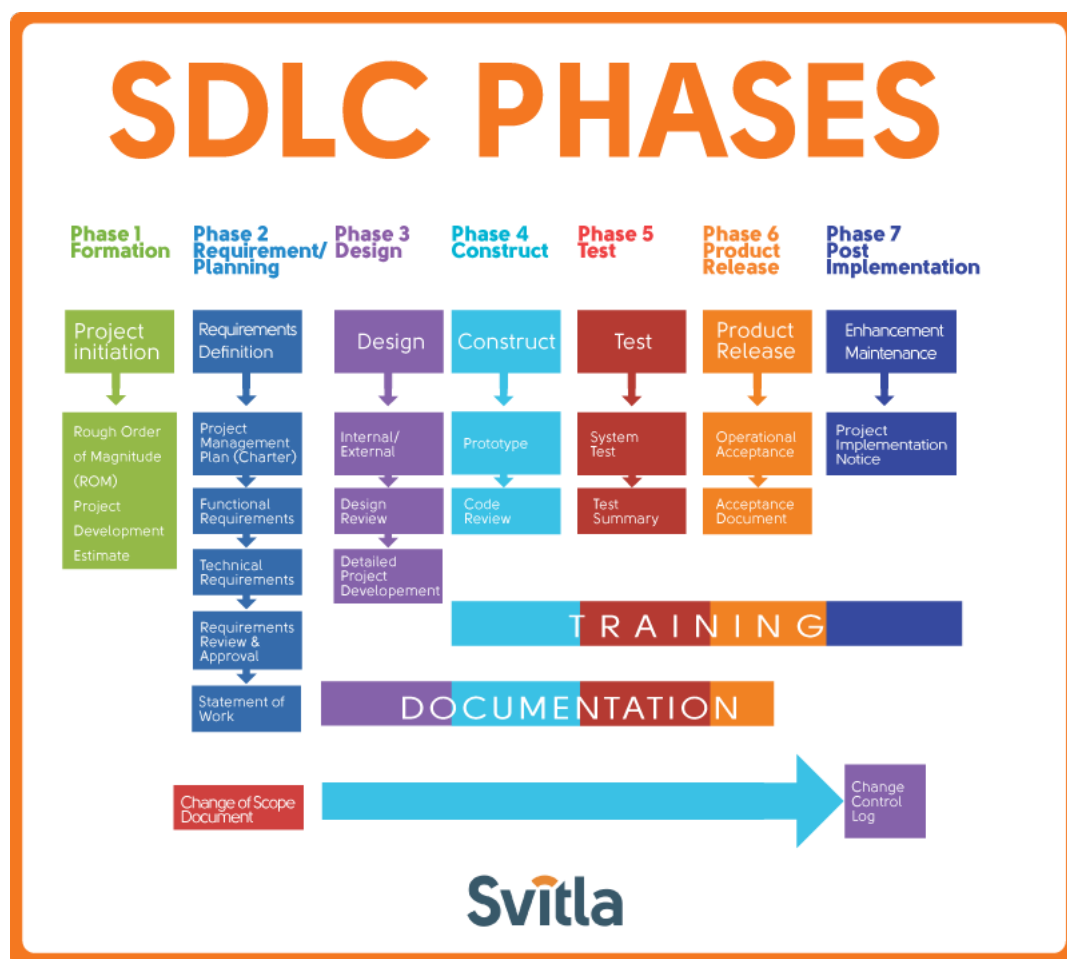 SDLC PHASES
Phase 1
Formation
Phase 2
Requirement/
Planning
Phase 3
Design
Phase 4
Construct
Phase 5
Test
Phase 6
Product
Release
Phase 7
Post
Implementation
Project
initiation
Requirements
Definition
Design
Construct
Test
Product
Release
Enhancement
Maintenance
Rough Order
of Magnitude
(ROM)
Project
Development
Estimate
Project
Management
Plan (Charter)
Internal/
External
Prototype
System
Test
Operational
Acceptance
Project
Implementation
Notice
Functional
Requirements
Design
Review
Code
Review
Test
Summary
Acceptance
Document
Technical
Requirements
Detailed
Project
Developement
Requirements
Review &
Approval
TRAINING
Statement of
Work
DOCUMENTATION
Change of Scope
Document
Change
Control
Log
Svitla